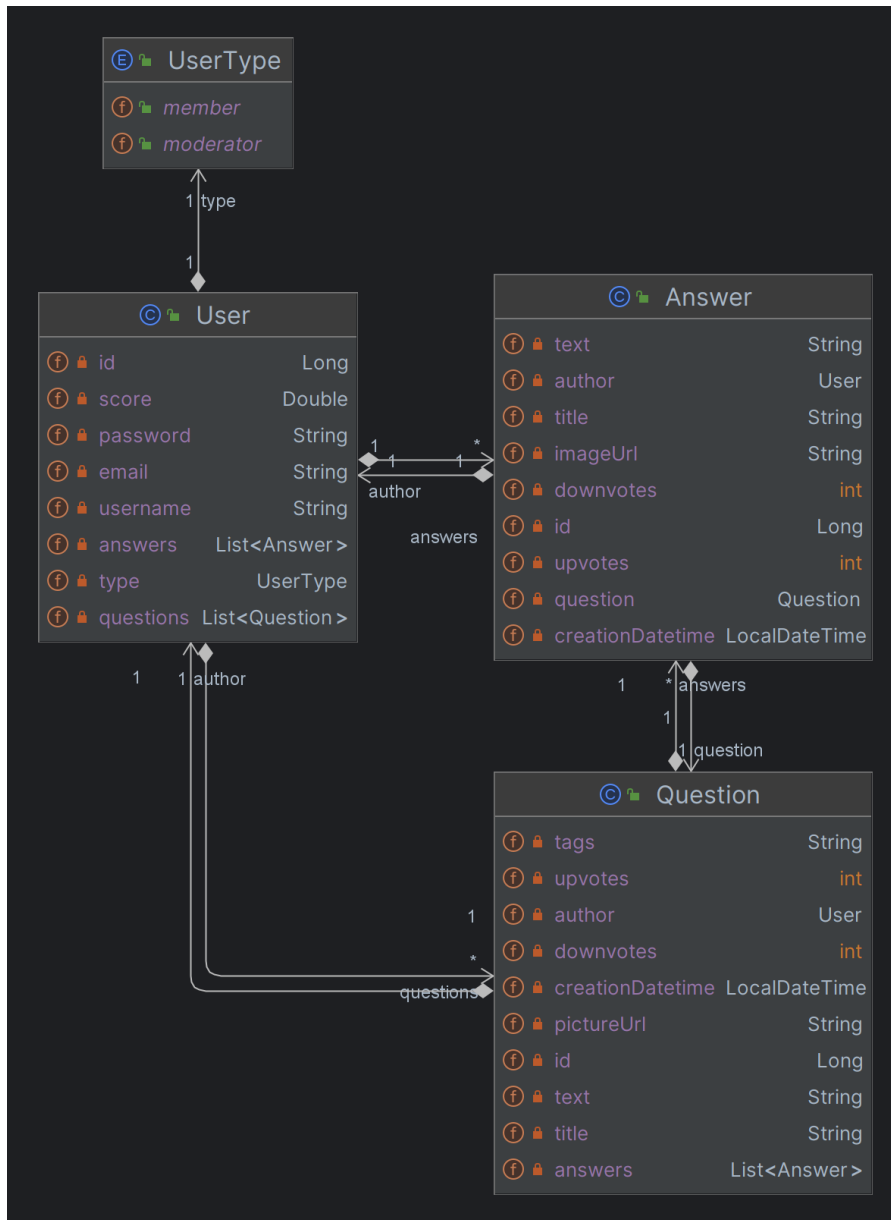 E UserType
f member
f moderator
1 type
1
C User
f id Long
f score Double
f password String
f email String
f username String
f answers List<Answer>
f type UserType
f questions List<Question>
1 *
1 1
author
answers
C Answer
f text String
f author User
f title String
f imageUrl String
f downvotes int
f id Long
f upvotes int
f question Question
f creationDatetime LocalDateTime
1 1 author
1 * answers
1
1 question
C Question
f tags String
f upvotes int
f author User
f downvotes int
f creationDatetime LocalDateTime
f pictureUrl String
f id Long
f text String
f title String
f answers List<Answer>
1
*
questions